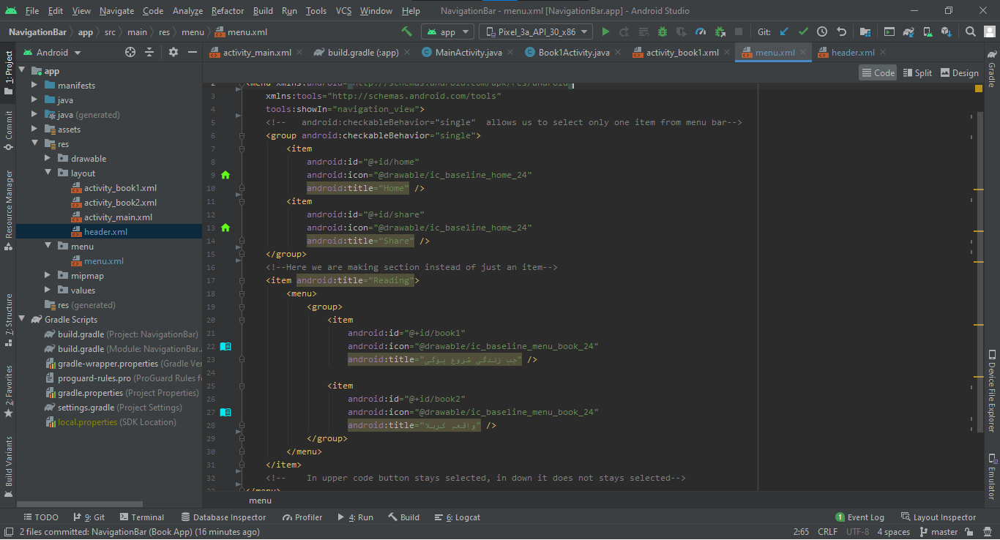 File Edit View Navigate Code Analyze Refactor Build Run Tools VCS Window Help NavigationBar - menu.xml [NavigationBar.app] - Android Studio
NavigationBar app src main res menu menu.xml app Pixel_3a_API_30_x86 Git:
Android activity_main.xml build.gradle (:app) MainActivity.java Book1Activity.java activity_book1.xml menu.xml header.xml
Code Split Design
1: Project
Commit
Resource Manager
7: Structure
2: Favorites
Build Variants
app
manifests
java
java (generated)
assets
res
drawable
layout
activity_book1.xml
activity_book2.xml
activity_main.xml
header.xml
menu
menu.xml
mipmap
values
res (generated)
Gradle Scripts
build.gradle (Project: NavigationBar)
build.gradle (Module: NavigationBar.a
gradle-wrapper.properties (Gradle Ver
proguard-rules.pro (ProGuard Rules fo
gradle.properties (Project Properties)
settings.gradle (Project Settings)
local.properties (SDK Location)
2 <menu xmlns:android="http://schemas.android.com/apk/res/android"
3 xmlns:tools="http://schemas.android.com/tools"
4 tools:showIn="navigation_view">
5 <!-- android:checkableBehavior="single" allows us to select only one item from menu bar-->
6 <group android:checkableBehavior="single">
7 <item
8 android:id="@+id/home"
9 android:icon="@drawable/ic_baseline_home_24"
10 android:title="Home" />
11 <item
12 android:id="@+id/share"
13 android:icon="@drawable/ic_baseline_home_24"
14 android:title="Share" />
15 </group>
16 <!--Here we are making section instead of just an item-->
17 <item android:title="Reading">
18 <menu>
19 <group>
20 <item
21 android:id="@+id/book1"
22 android:icon="@drawable/ic_baseline_menu_book_24"
23 android:title="جب زندگی شروع ہوگی" />
24
25 <item
26 android:id="@+id/book2"
27 android:icon="@drawable/ic_baseline_menu_book_24"
28 android:title="واقعہ کربلا" />
29 </group>
30 </menu>
31 </item>
32 <!-- In upper code button stays selected, in down it does not stays selected-->
33 </menu>
menu
Gradle
Device File Explorer
Emulator
TODO 9: Git Terminal Database Inspector Profiler 4: Run Build 6: Logcat 1 Event Log Layout Inspector
2 files committed: NavigationBar (Book App) (16 minutes ago) 2:65 CRLF UTF-8 4 spaces master